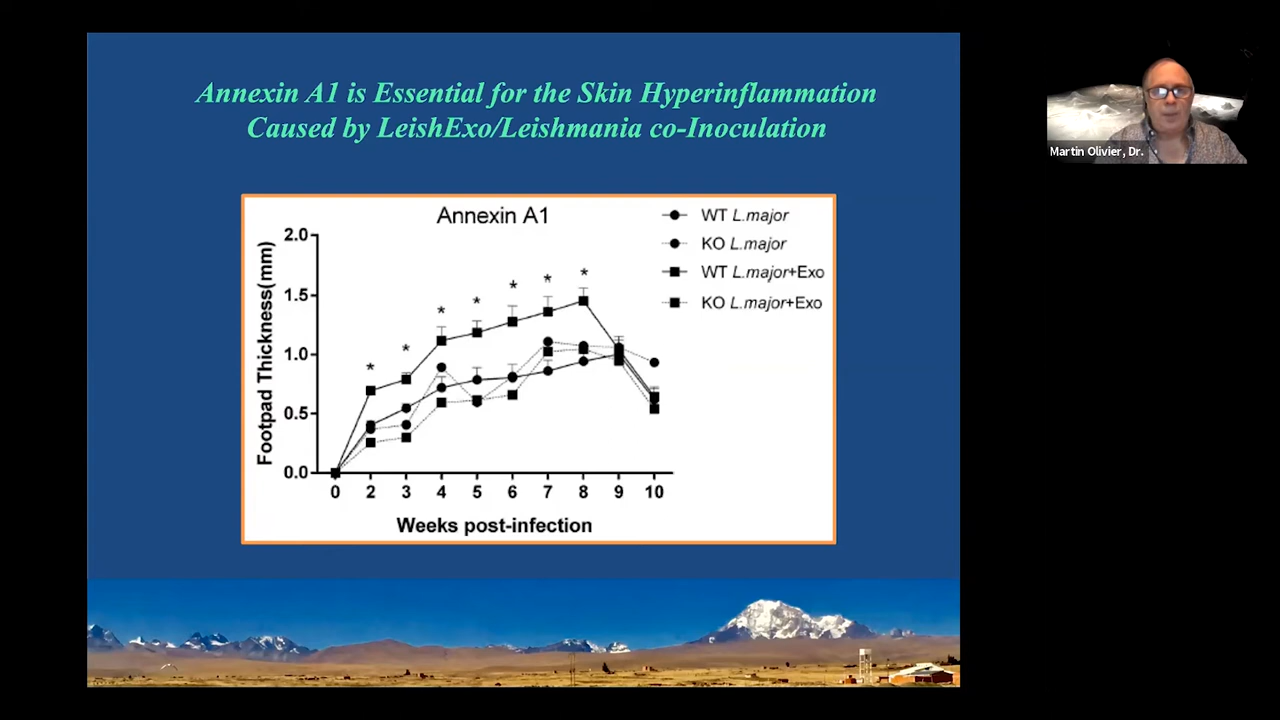 Annexin A1 is Essential for the Skin Hyperinflammation
Caused by LeishExo/Leishmania co-Inoculation
Martin Olivier, Dr.
Annexin A1
WT L.major
KO L.major
WT L.major+Exo
KO L.major+Exo
Footpad Thickness(mm)
2.0
1.5
1.0
0.5
0.0
* * * * * * *
0 2 3 4 5 6 7 8 9 10
Weeks post-infection